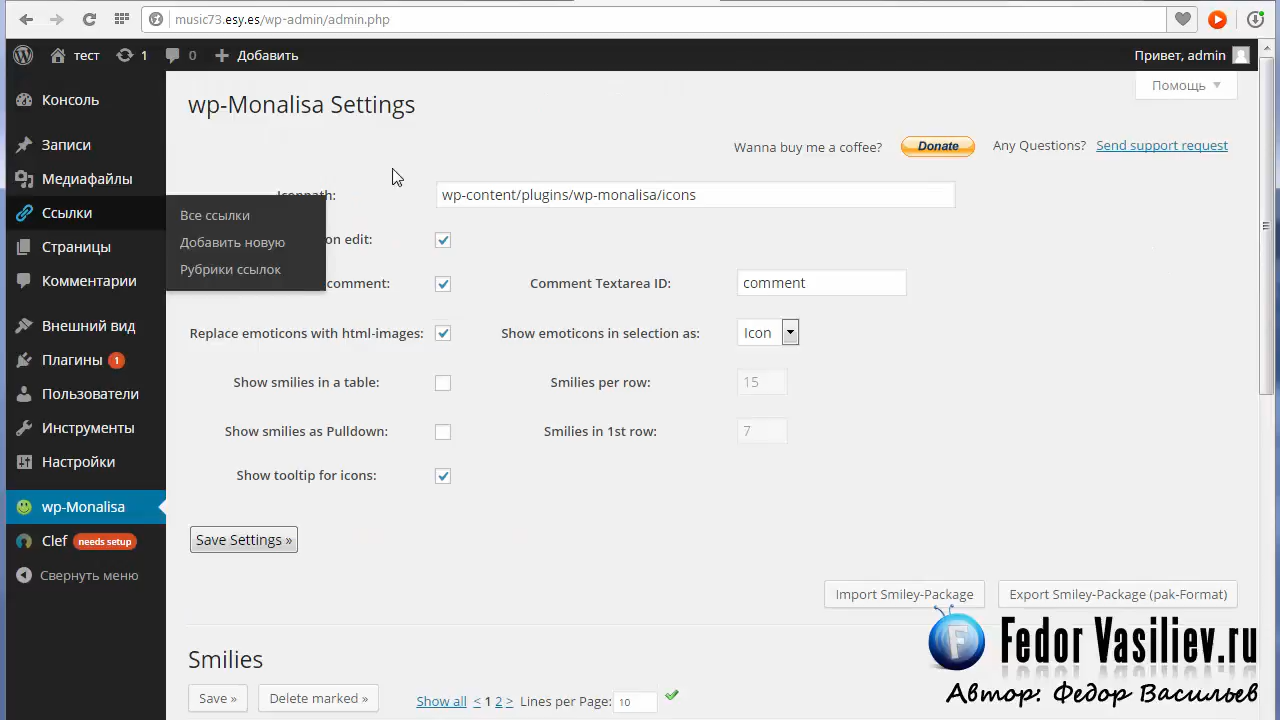 music73.esy.es/wp-admin/admin.php
тест
1
0
Добавить
Привет, admin
Консоль
Записи
Медиафайлы
Ссылки
Все ссылки
Добавить новую
Рубрики ссылок
Страницы
Комментарии
Внешний вид
Плагины 1
Пользователи
Инструменты
Настройки
wp-Monalisa
Clef needs setup
Свернуть меню
Помощь
wp-Monalisa Settings
Wanna buy me a coffee? Donate Any Questions? Send support request
Iconpath: wp-content/plugins/wp-monalisa/icons
on edit:
comment: Comment Textarea ID: comment
Replace emoticons with html-images: Show emoticons in selection as: Icon
Show smilies in a table: Smilies per row: 15
Show smilies as Pulldown: Smilies in 1st row: 7
Show tooltip for icons:
Save Settings »
Import Smiley-Package Export Smiley-Package (pak-Format)
Smilies
Save » Delete marked » Show all < 1 2 > Lines per Page: 10
F Fedor Vasiliev.ru
Автор: Федор Васильев